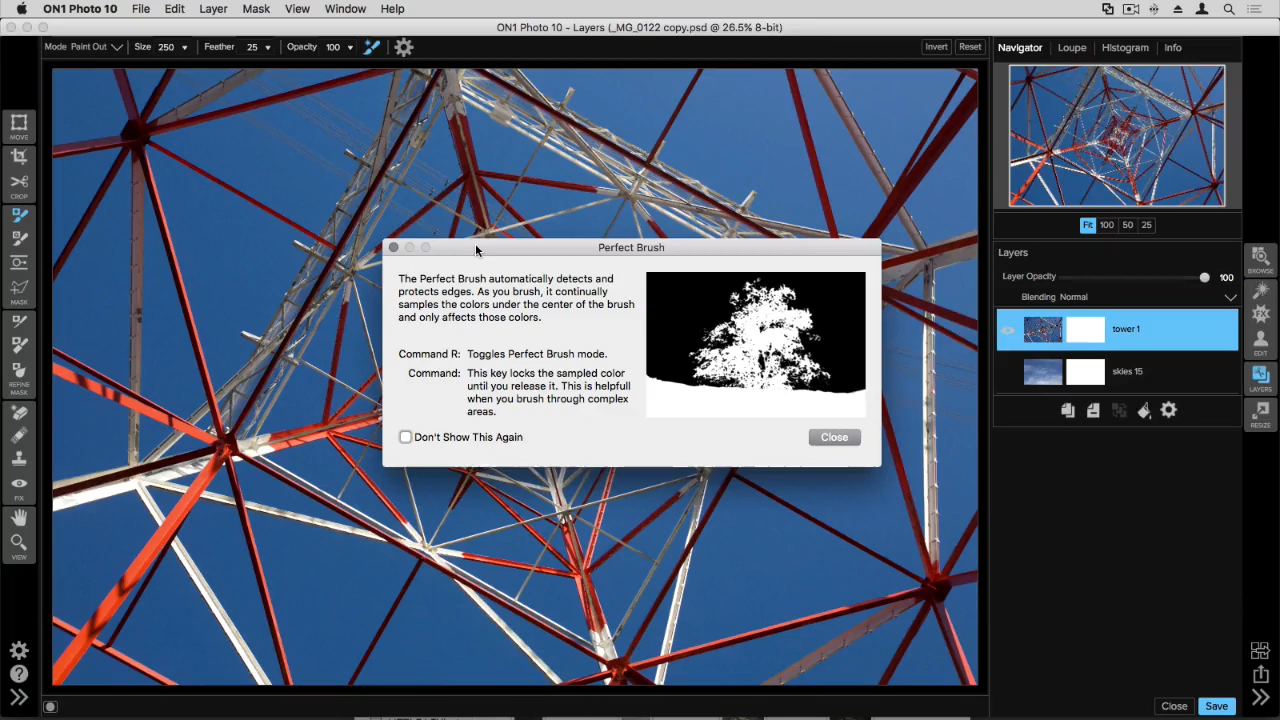 ON1 Photo 10 File Edit Layer Mask View Window Help
ON1 Photo 10 - Layers (_MG_0122 copy.psd @ 26.5% 8-bit)
Mode Paint Out Size 250 Feather 25 Opacity 100 Invert Reset
Navigator Loupe Histogram Info
MOVE
CROP
MASK
REFINE
MASK
FIX
VIEW
Perfect Brush
The Perfect Brush automatically detects and
protects edges. As you brush, it continually
samples the colors under the center of the brush
and only affects those colors.
Command R: Toggles Perfect Brush mode.
Command: This key locks the sampled color
until you release it. This is helpfull
when you brush through complex
areas.
Don't Show This Again
Close
Fit 100 50 25
Layers
Layer Opacity 100
Blending Normal
tower 1
skies 15
BROWSE
EDIT
LAYERS
RESIZE
Close Save